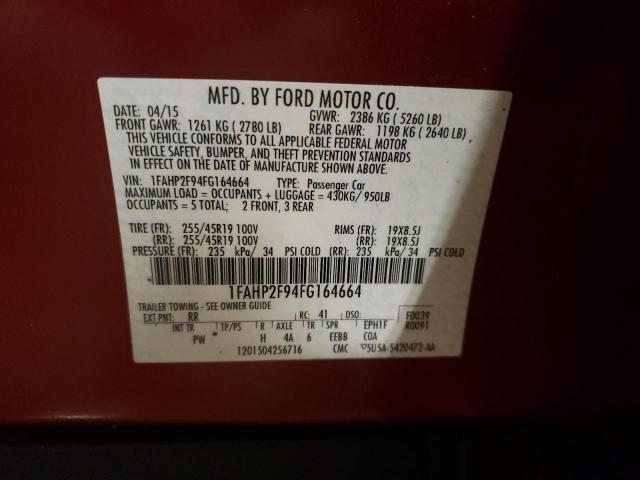 MFD. BY FORD MOTOR CO.
DATE: 04/15 GVWR: 2386 KG ( 5260 LB)
FRONT GAWR: 1261 KG ( 2780 LB) REAR GAWR: 1198 KG ( 2640 LB)
THIS VEHICLE CONFORMS TO ALL APPLICABLE FEDERAL MOTOR
VEHICLE SAFETY, BUMPER, AND THEFT PREVENTION STANDARDS
IN EFFECT ON THE DATE OF MANUFACTURE SHOWN ABOVE.
VIN: 1FAHP2F94FG164664 TYPE: Passenger Car
MAXIMUM LOAD = OCCUPANTS + LUGGAGE = 430KG/ 950LB
OCCUPANTS = 5 TOTAL; 2 FRONT, 3 REAR
TIRE (FR): 255/45R19 100V RIMS (FR): 19X8.5J
(RR): 255/45R19 100V (RR): 19X8.5J
PRESSURE (FR): 235 kPa/ 34 PSI COLD (RR): 235 kPa/ 34 PSI COLD
1FAHP2F94FG164664
TRAILER TOWING - SEE OWNER GUIDE
EXT PNT: RR RC: 41 DSO: F0039
INT TR TP/PS R AXLE TR SPR EPH1F R0091
PW H 4A 6 EEBB COA
1201504256716 CMC ▽5U5A-5420472-AA